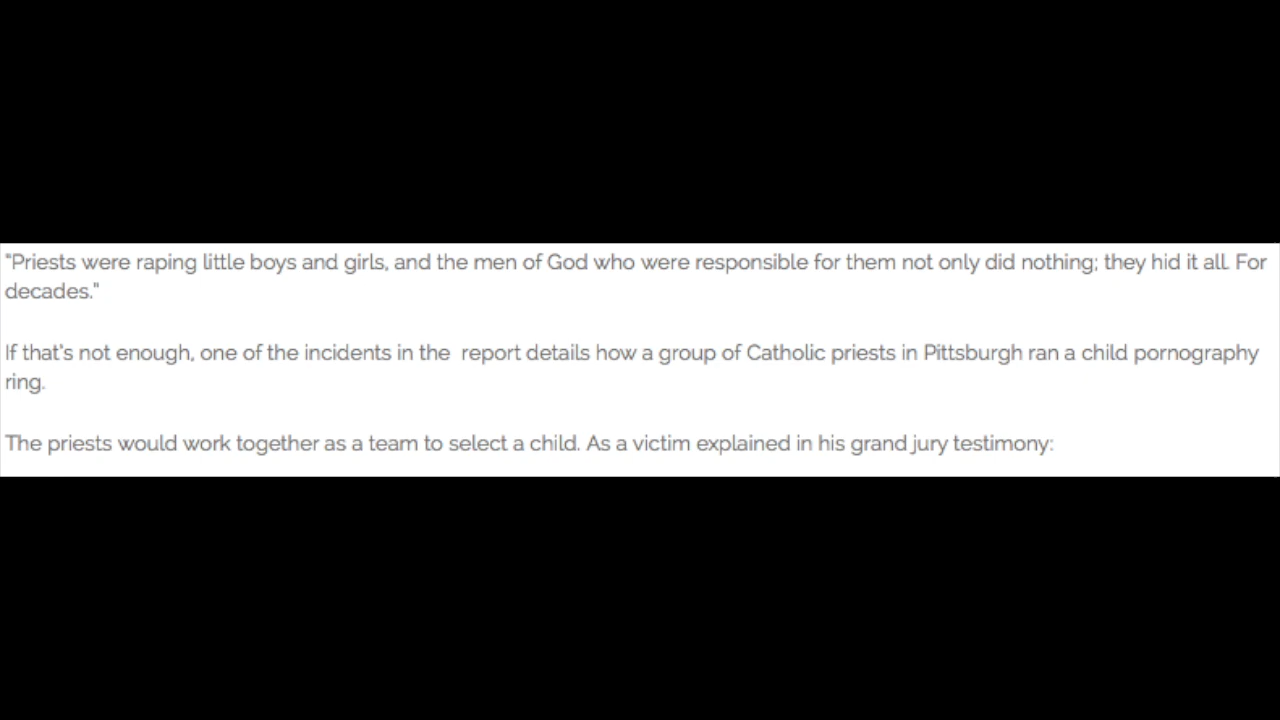 "Priests were raping little boys and girls, and the men of God who were responsible for them not only did nothing; they hid it all. For
decades."
If that's not enough, one of the incidents in the  report details how a group of Catholic priests in Pittsburgh ran a child pornography
ring.
The priests would work together as a team to select a child. As a victim explained in his grand jury testimony: